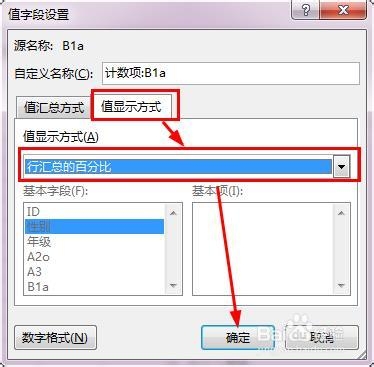 值字段设置
源名称: B1a
自定义名称(C): 计数项:B1a
值汇总方式 值显示方式
值显示方式(A)
行汇总的百分比
基本字段(F): 基本项(I):
ID
性别
年级
A2o
A3
B1a
数字格式(N) 确定 取消
Baidu 经验